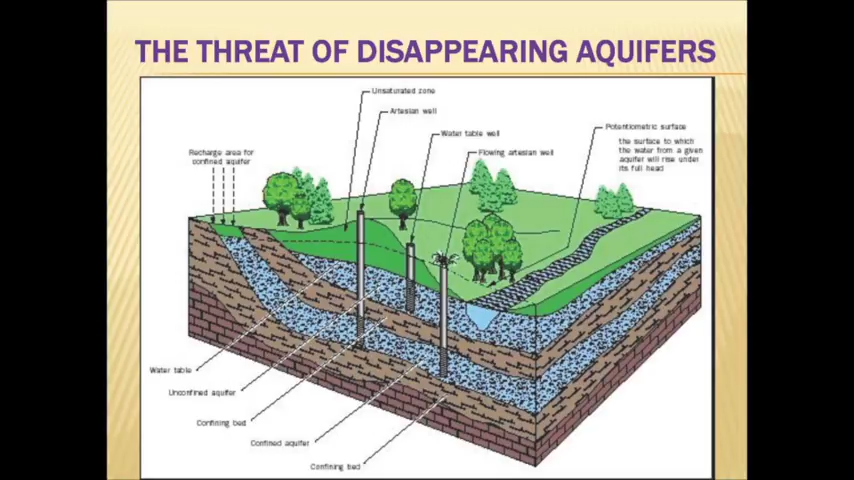 THE THREAT OF DISAPPEARING AQUIFERS
Unsaturated zone
Artesian well
Water table well
Flowing artesian well
Potentiometric surface
the surface to which
the water from a given
aquifer will rise under
its full head
Recharge area for
confined aquifer
Water table
Unconfined aquifer
Confining bed
Confined aquifer
Confining bed